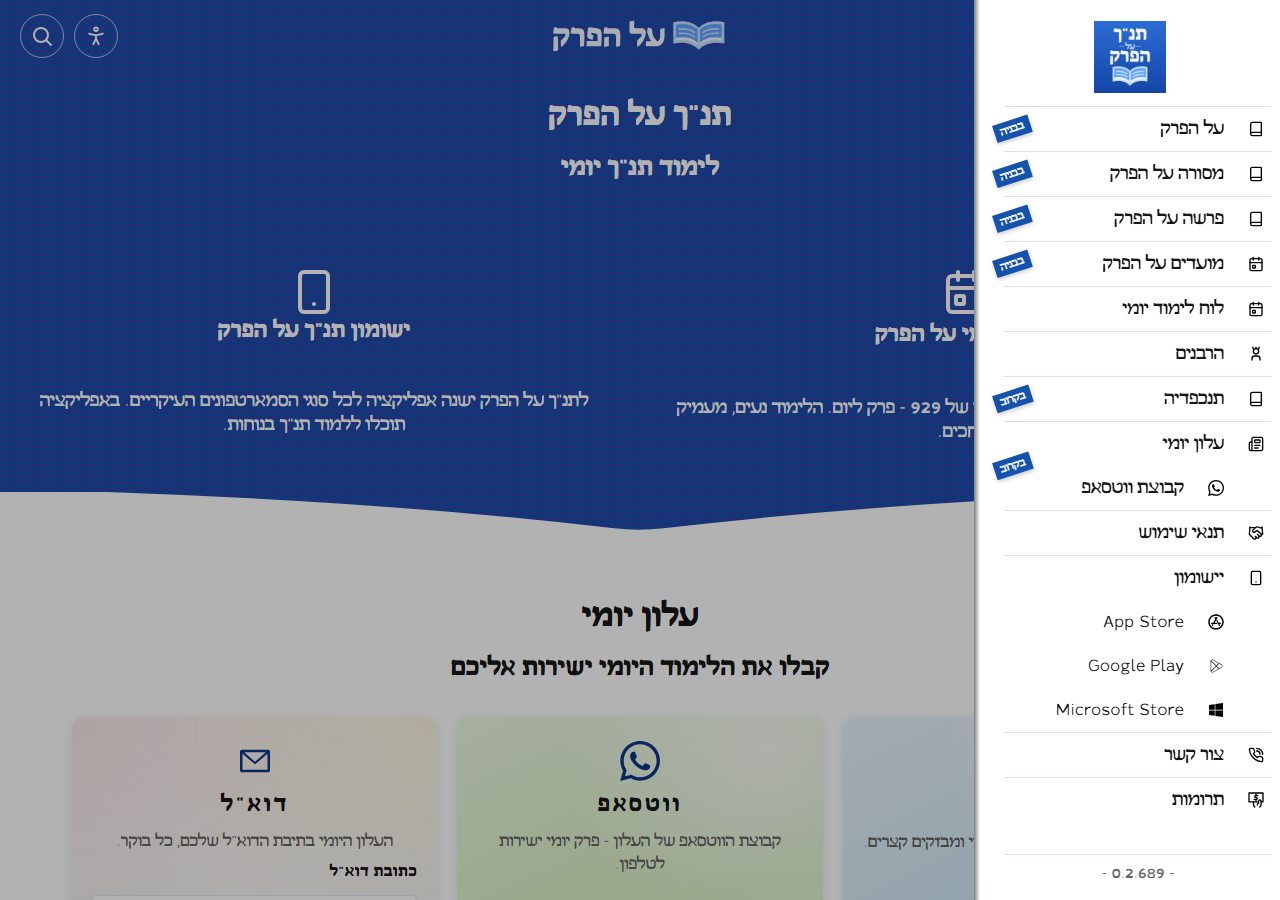 תנ"ך
על
הפרק
על הפרק
בבניה
מסורה על הפרק
בבניה
פרשה על הפרק
בבניה
מועדים על הפרק
בבניה
לוח לימוד יומי
הרבנים
תנכפדיה
בקרוב
עלון יומי
בקרוב
קבוצת ווטסאפ
תנאי שימוש
יישומון
App Store
Google Play
Microsoft Store
צור קשר
תרומות
- 0.2.689 -
על הפרק
תנ"ך על הפרק
לימוד תנ"ך יומי
מי על הפרק
של 929 - פרק ליום. הלימוד נעים, מעמיק
ישומון תנ"ך על הפרק
לתנ"ך על הפרק ישנה אפליקציה לכל סוגי הסמארטפונים העיקריים. באפליקציה
תוכלו ללמוד תנ"ך בנוחות.
עלון יומי
קבלו את הלימוד היומי ישירות אליכם
ומבזקים קצרים.
ווטסאפ
קבוצת הווטסאפ של העלון - פרק יומי ישירות
לטלפון.
דוא"ל
העלון היומי בתיבת הדוא"ל שלכם, כל בוקר.
כתובת דוא"ל